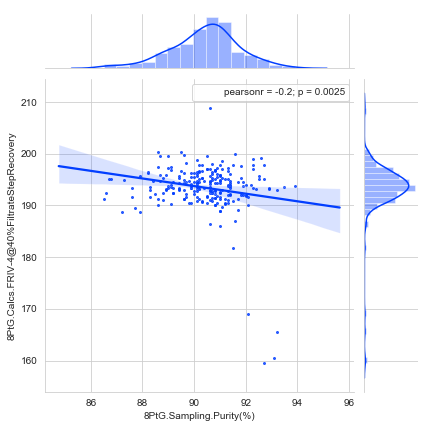 pearsonr = -0.2; p = 0.0025
210
200
190
180
170
160
8PtG.Calcs.FRIV-4@40%FiltrateStepRecovery
86 88 90 92 94 96
8PtG.Sampling.Purity(%)